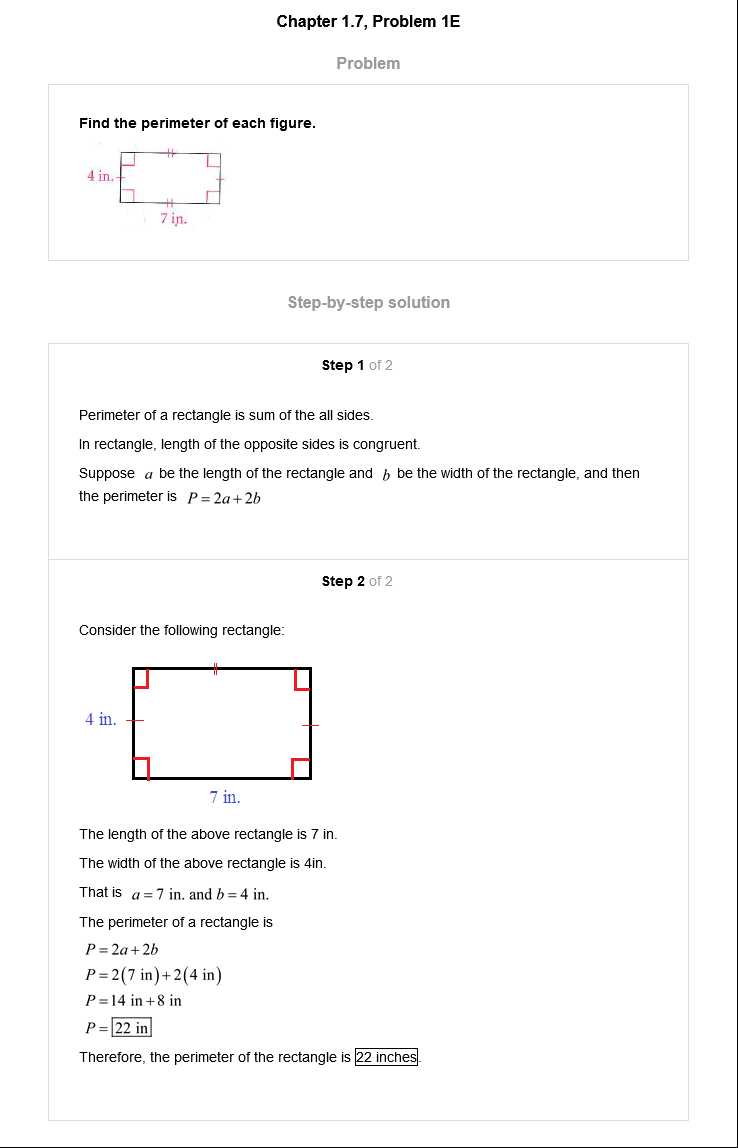 Chapter 1.7, Problem 1E
Problem
Find the perimeter of each figure.
4 in.
7 in.
Step-by-step solution
Step 1 of 2
Perimeter of a rectangle is sum of the all sides.
In rectangle, length of the opposite sides is congruent.
Suppose a be the length of the rectangle and b be the width of the rectangle, and then
the perimeter is P = 2a + 2b
Step 2 of 2
Consider the following rectangle:
4 in.
7 in.
The length of the above rectangle is 7 in.
The width of the above rectangle is 4in.
That is a = 7 in. and b = 4 in.
The perimeter of a rectangle is
P = 2a + 2b
P = 2(7 in) + 2(4 in)
P = 14 in + 8 in
P = 22 in
Therefore, the perimeter of the rectangle is 22 inches.